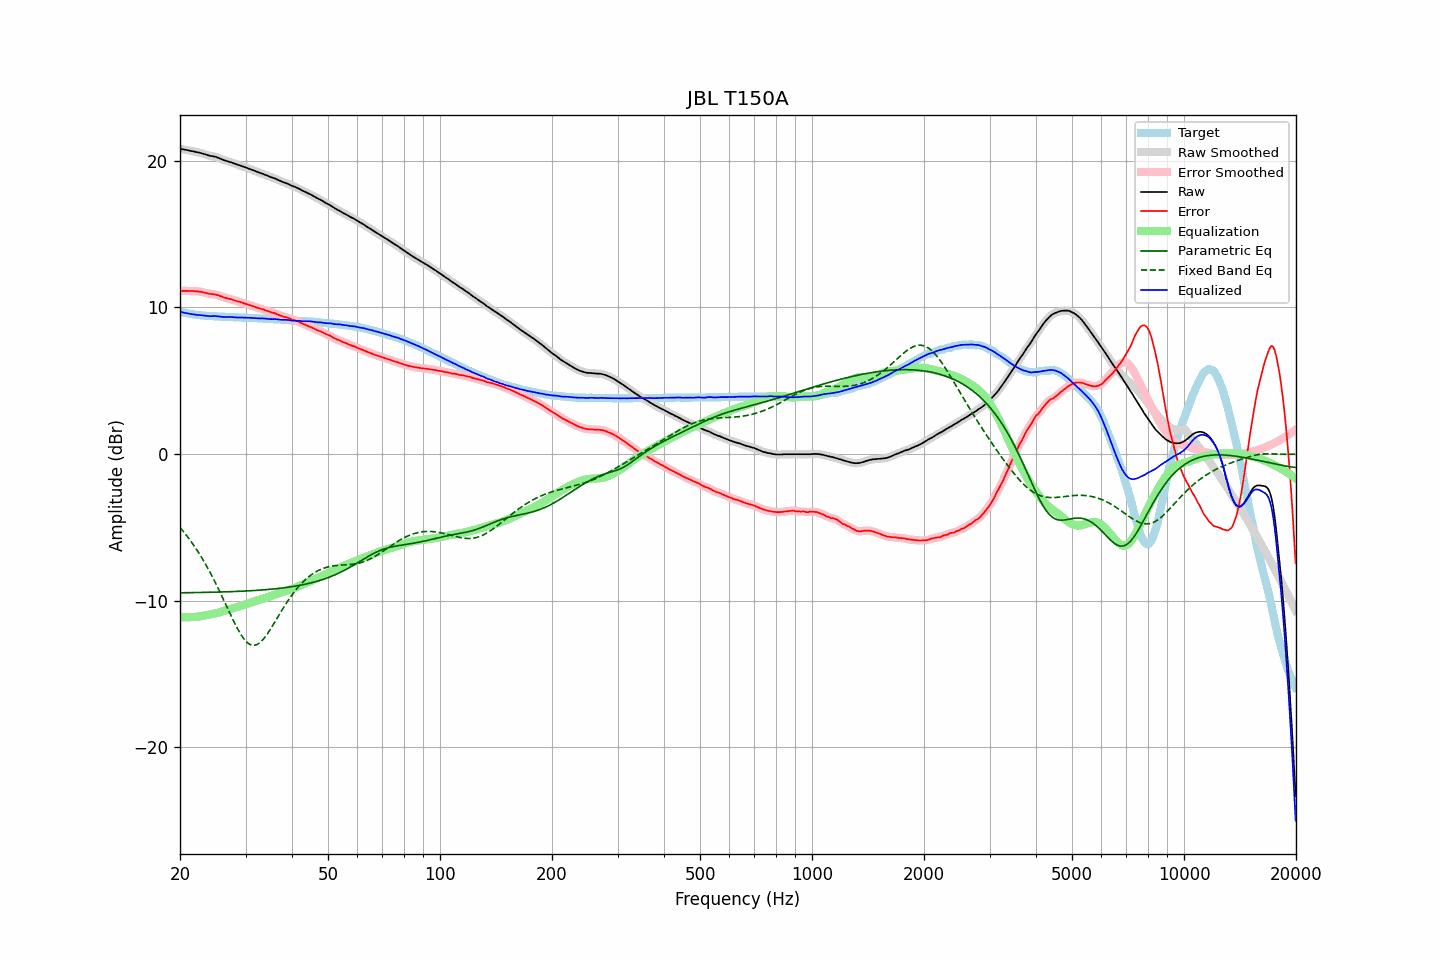 JBL T150A
Target
Raw Smoothed
Error Smoothed
Raw
Error
Equalization
Parametric Eq
Fixed Band Eq
Equalized
20
10
0
−10
−20
Amplitude (dBr)
20
50
100
200
500
1000
2000
5000
10000
20000
Frequency (Hz)